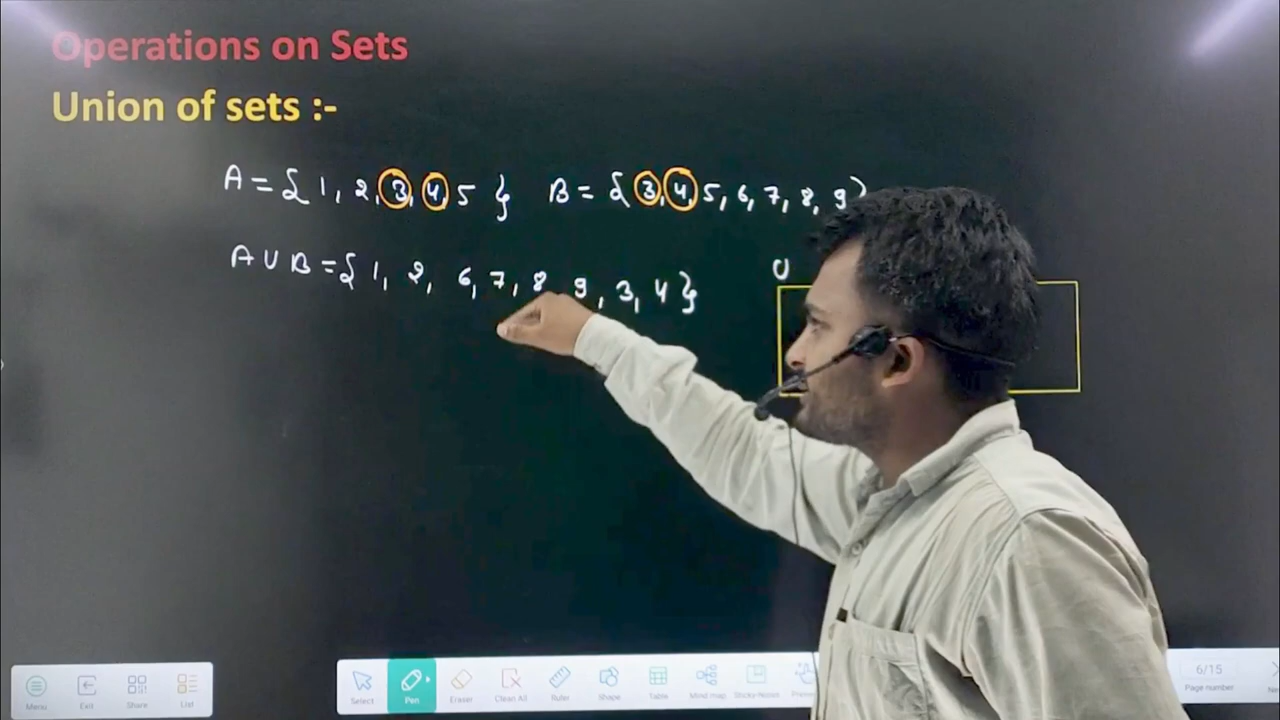 Operations on Sets
Union of sets :-
A = { 1, 2, 3, 4, 5 } B = { 3, 4, 5, 6, 7, 8, 9 }
A ∪ B = { 1, 2, 6, 7, 8 9, 3, 4 }
U
Menu Exit Share List Select Pen Eraser Clean All Ruler Shape Table Mind map Sticky-Notes
6/15
Page number